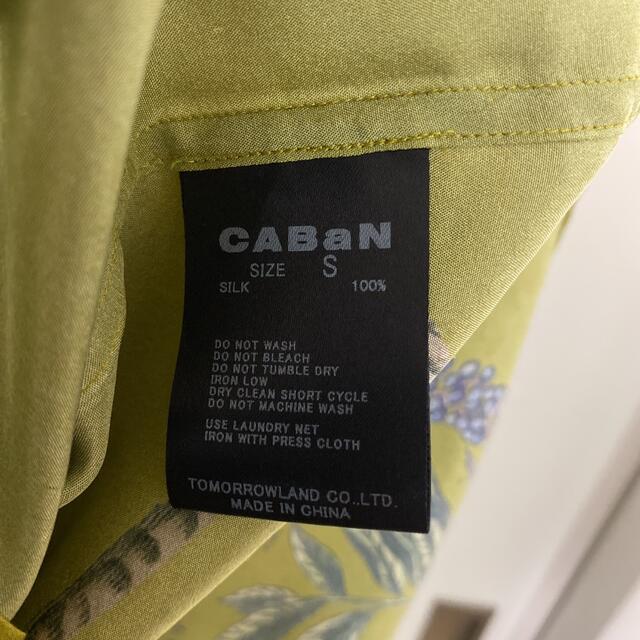 CABaN
SIZE S
SILK 100%
DO NOT WASH
DO NOT BLEACH
DO NOT TUMBLE DRY
IRON LOW
DRY CLEAN SHORT CYCLE
DO NOT MACHINE WASH
USE LAUNDRY NET
IRON WITH PRESS CLOTH
TOMORROWLAND CO.,LTD.
MADE IN CHINA